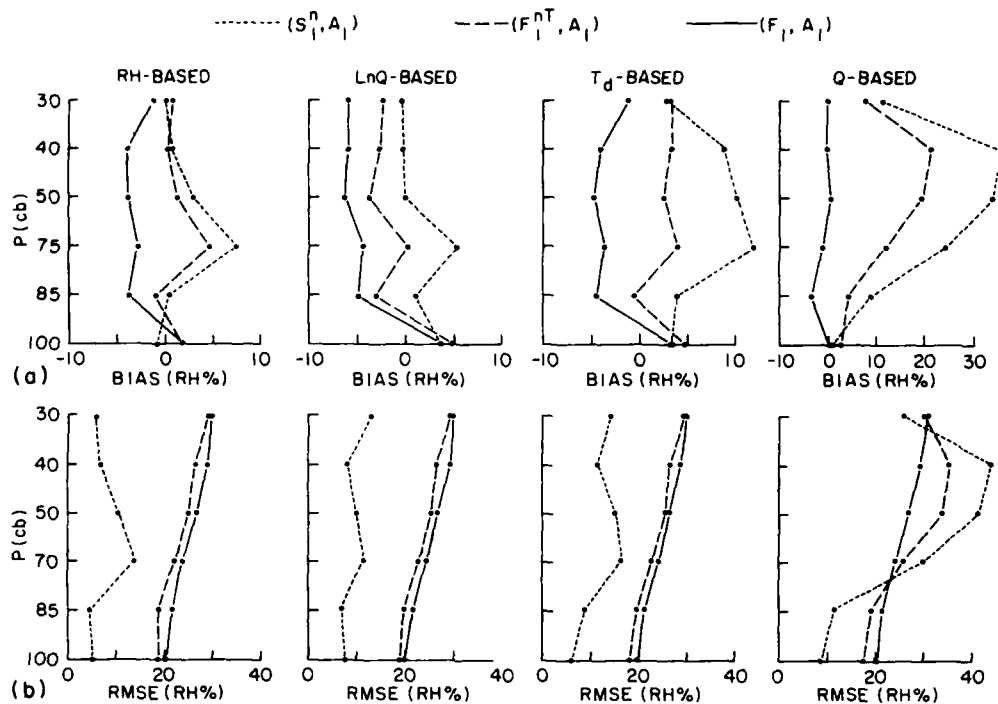 (S₁ⁿ, A₁) (F₁ⁿᵀ, A₁) (F₁, A₁)
RH-BASED LnQ-BASED T_d-BASED Q-BASED
P(cb)
30
40
50
75
85
100
-10 0 10 -10 0 10 -10 0 10 -10 0 10 20 30
(a) BIAS (RH%) BIAS (RH%) BIAS (RH%) BIAS (RH%)
P(cb)
30
40
50
70
85
100
0 20 40 0 20 0 20 40 0 20 40
(b) RMSE (RH%) RMSE (RH%) RMSE (RH%) RMSE (RH%)